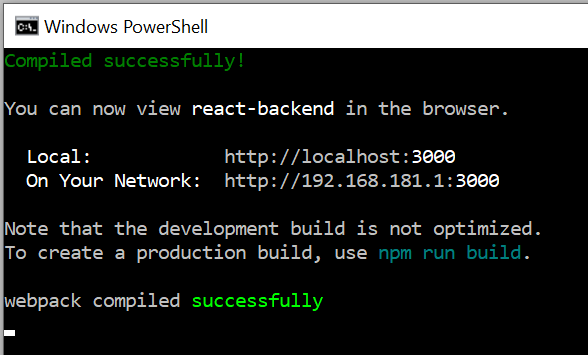 Windows PowerShell
Compiled successfully!
You can now view react-backend in the browser.
Local: http://localhost:3000
On Your Network: http://192.168.181.1:3000
Note that the development build is not optimized.
To create a production build, use npm run build.
webpack compiled successfully